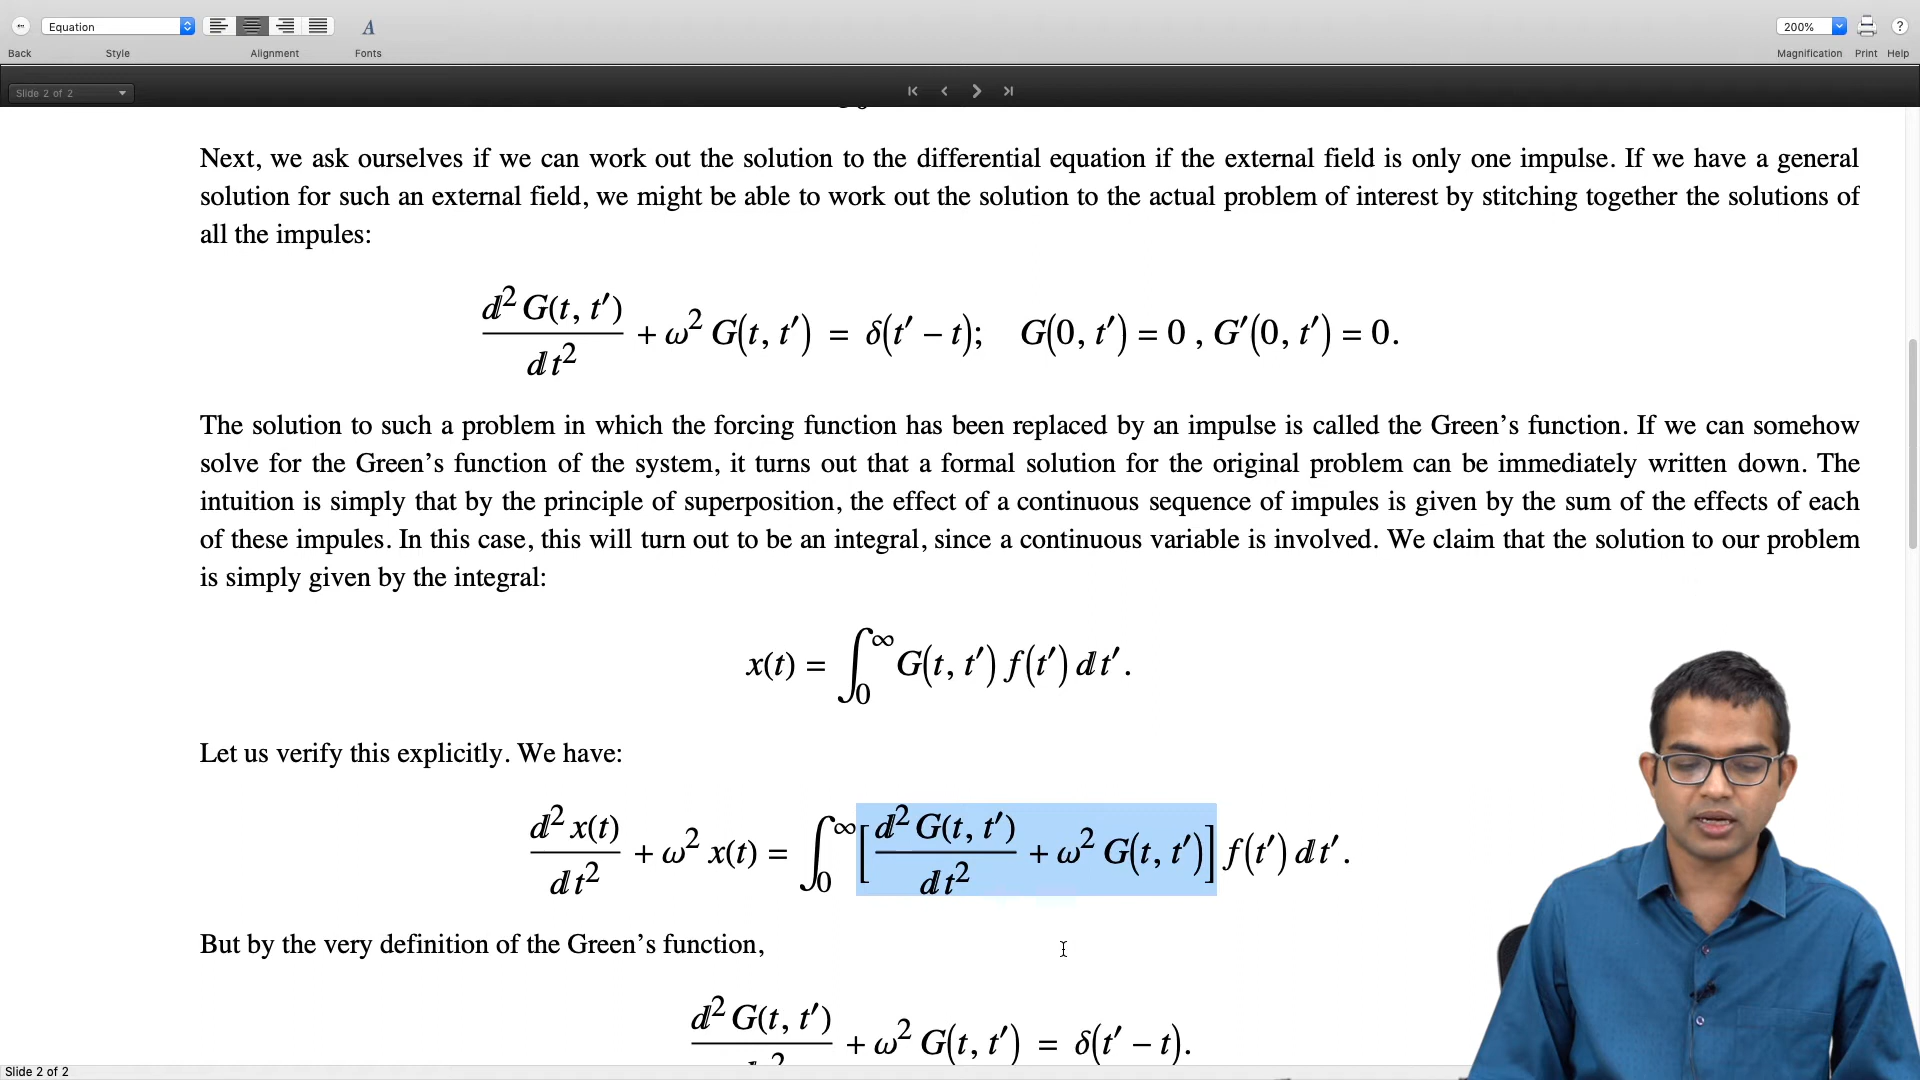 Equation
200%
Back
Style
Alignment
Fonts
Magnification
Print
Help
Slide 2 of 2
Next, we ask ourselves if we can work out the solution to the differential equation if the external field is only one impulse. If we have a general
solution for such an external field, we might be able to work out the solution to the actual problem of interest by stitching together the solutions of
all the impules:
d² G(t, t′)/dt² + ω² G(t, t′) = δ(t′ − t); G(0, t′) = 0 , G′(0, t′) = 0.
The solution to such a problem in which the forcing function has been replaced by an impulse is called the Green’s function. If we can somehow
solve for the Green’s function of the system, it turns out that a formal solution for the original problem can be immediately written down. The
intuition is simply that by the principle of superposition, the effect of a continuous sequence of impules is given by the sum of the effects of each
of these impules. In this case, this will turn out to be an integral, since a continuous variable is involved. We claim that the solution to our problem
is simply given by the integral:
x(t) = ∫₀^∞ G(t, t′) f(t′) dt′.
Let us verify this explicitly. We have:
d² x(t)/dt² + ω² x(t) = ∫₀^∞ [d² G(t, t′)/dt² + ω² G(t, t′)] f(t′) dt′.
But by the very definition of the Green’s function,
d² G(t, t′)/dt² + ω² G(t, t′) = δ(t′ − t).
Slide 2 of 2